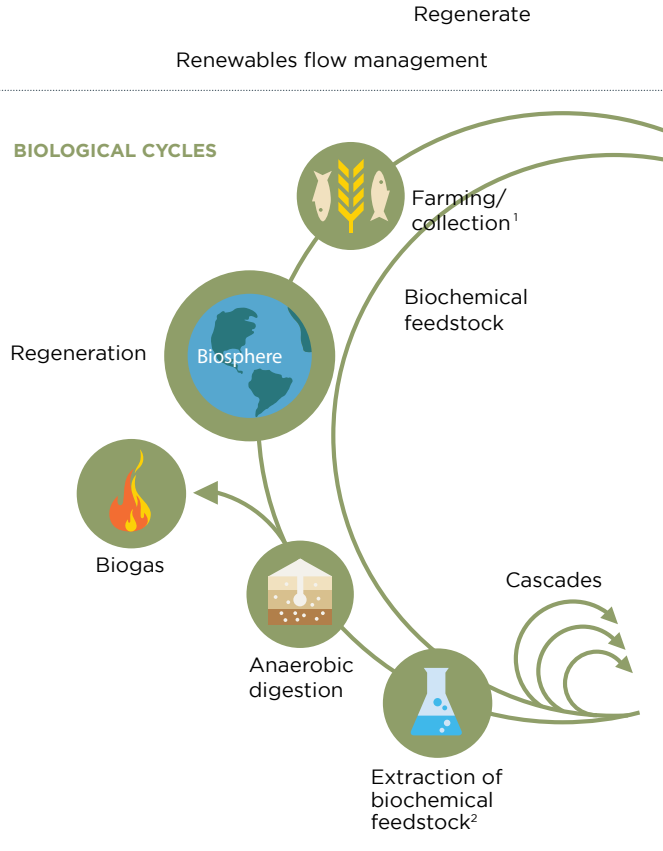 Regenerate
Renewables flow management
BIOLOGICAL CYCLES
Farming/
collection¹
Biochemical
feedstock
Regeneration
Biosphere
Biogas
Cascades
Anaerobic
digestion
Extraction of
biochemical
feedstock²